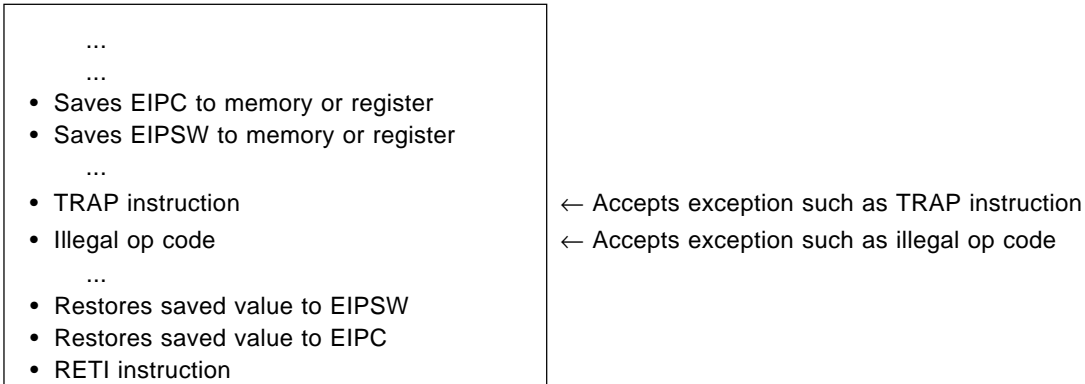 ...
...
• Saves EIPC to memory or register
• Saves EIPSW to memory or register
...
• TRAP instruction ← Accepts exception such as TRAP instruction
• Illegal op code ← Accepts exception such as illegal op code
...
• Restores saved value to EIPSW
• Restores saved value to EIPC
• RETI instruction